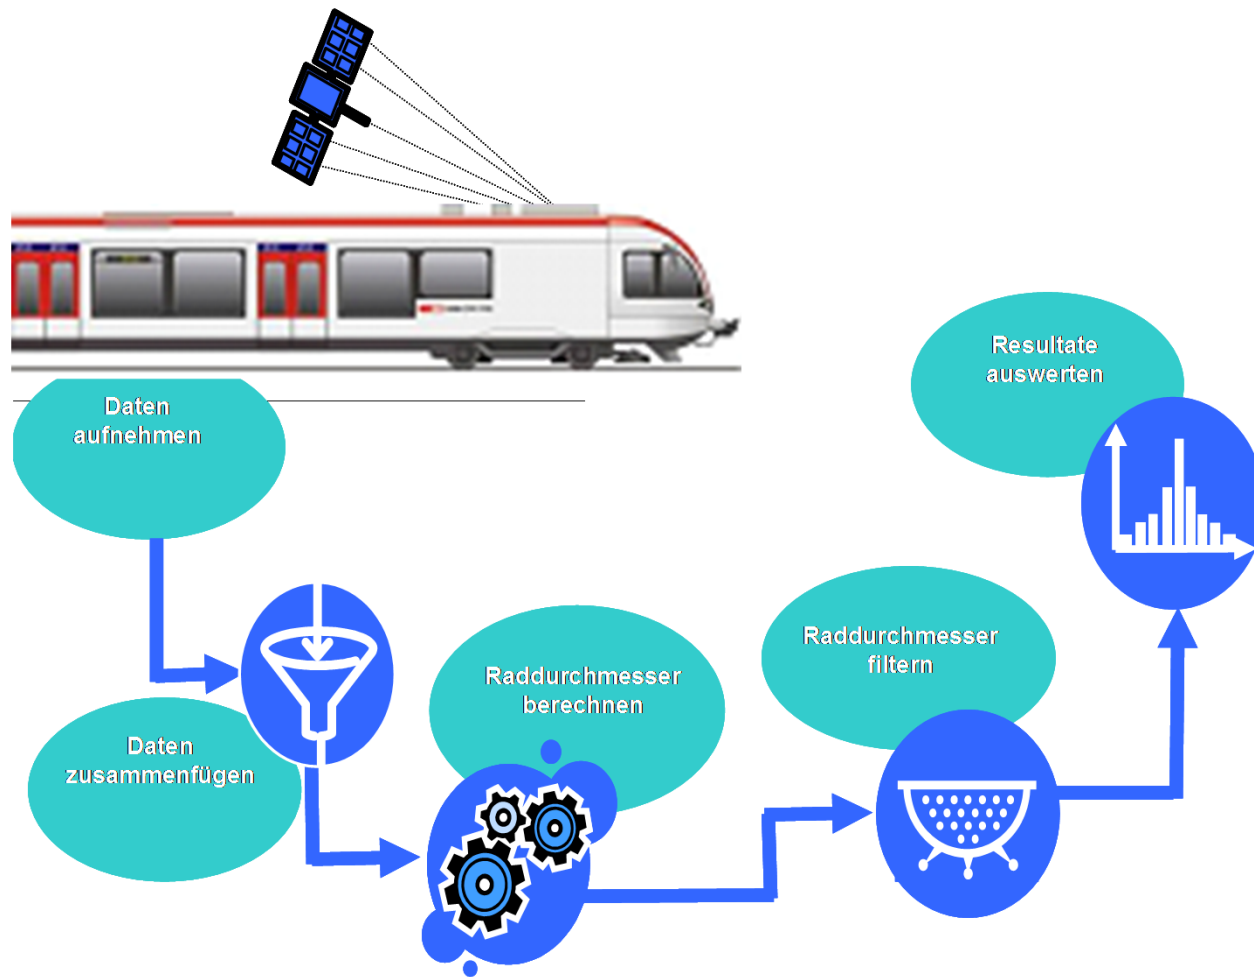 Daten
aufnehmen
Daten
zusammenfügen
Raddurchmesser
berechnen
Raddurchmesser
filtern
Resultate
auswerten